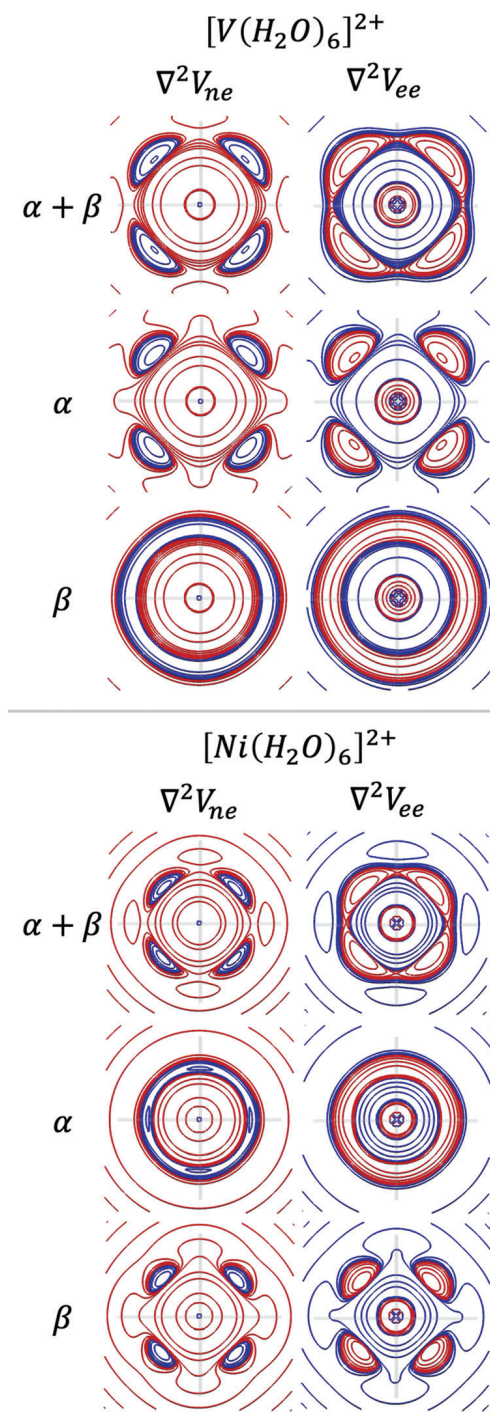 [V(H₂O)₆]²⁺
∇²Vₙₑ ∇²Vₑₑ
α + β
α
β
[Ni(H₂O)₆]²⁺
∇²Vₙₑ ∇²Vₑₑ
α + β
α
β